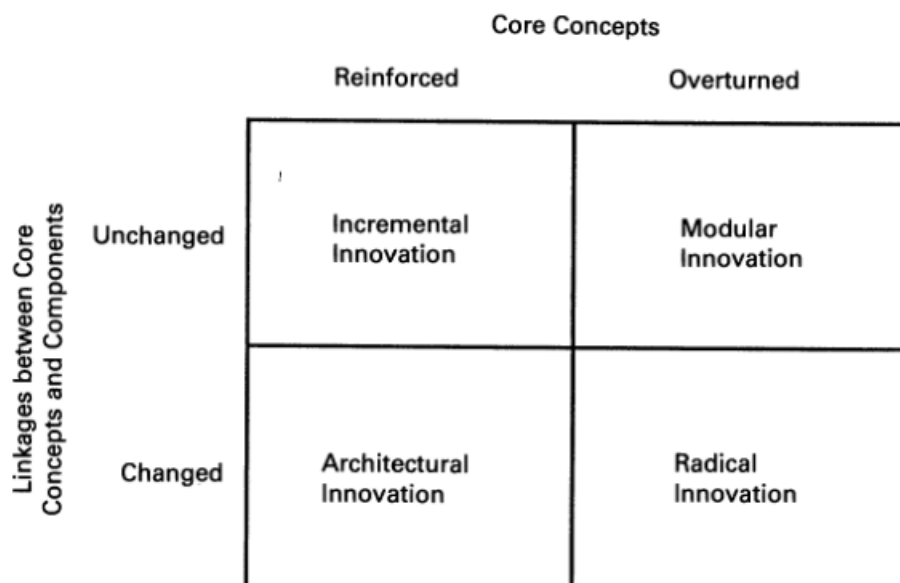 Core Concepts
Reinforced
Overturned
Linkages between Core
Concepts and Components
Unchanged
Incremental
Innovation
Modular
Innovation
Changed
Architectural
Innovation
Radical
Innovation